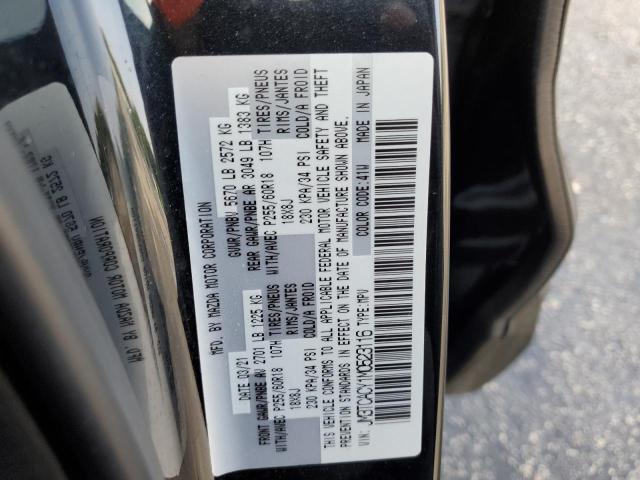 MFD. BY MAZDA MOTOR CORPORATION
DATE 03/21 GVWR/PNBV 5670 LB 2572 KG
FRONT GAWR/PNBE AV 2701 LB 1225 KG REAR GAWR/PNBE AR 3049 LB 1383 KG
WITH/AVEC P255/60R18 107H TIRES/PNEUS WITH/AVEC P255/60R18 107H TIRES/PNEUS
18X8J RIMS/JANTES 18X8J RIMS/JANTES
230 KPA/34 PSI COLD/A FROID 230 KPA/34 PSI COLD/A FROID
THIS VEHICLE CONFORMS TO ALL APPLICABLE FEDERAL MOTOR VEHICLE SAFETY AND THEFT
PREVENTION STANDARDS IN EFFECT ON THE DATE OF MANUFACTURE SHOWN ABOVE.
COLOR CODE:41W MADE IN JAPAN
VIN: JM3TCACY1M0523116 TYPE:MPV